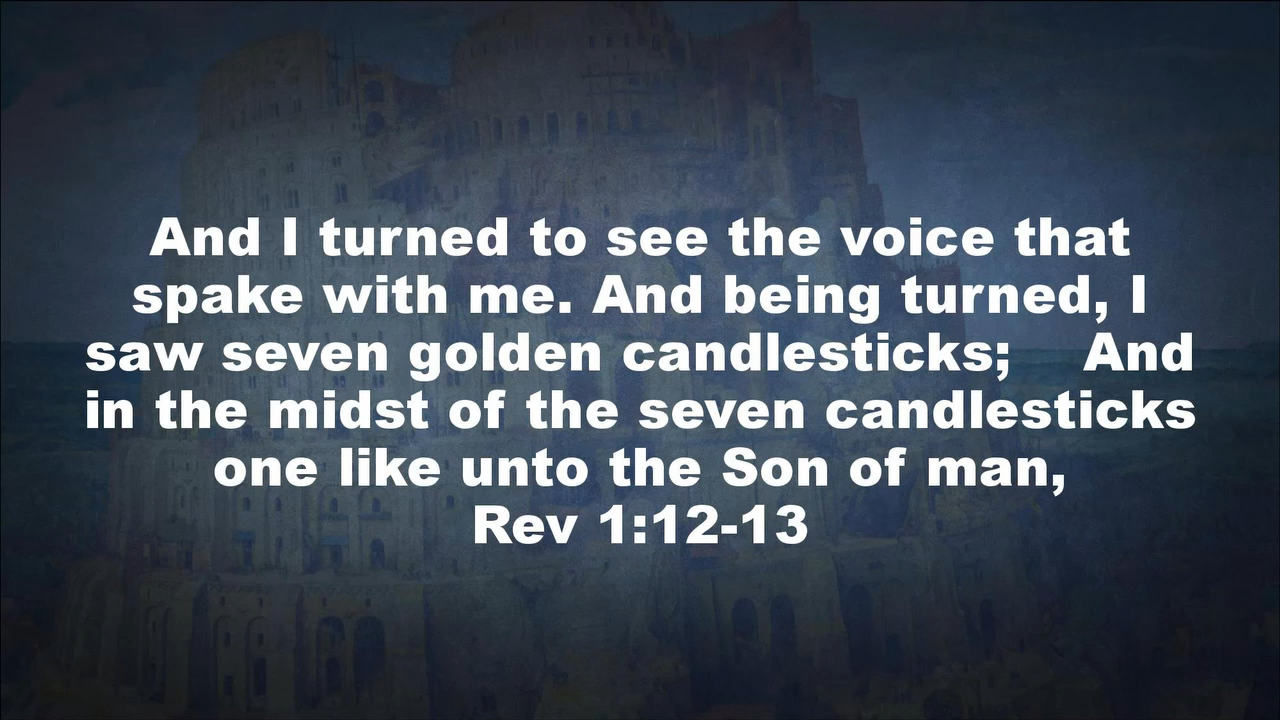 And I turned to see the voice that
spake with me. And being turned, I
saw seven golden candlesticks;    And
in the midst of the seven candlesticks
one like unto the Son of man,
Rev 1:12-13